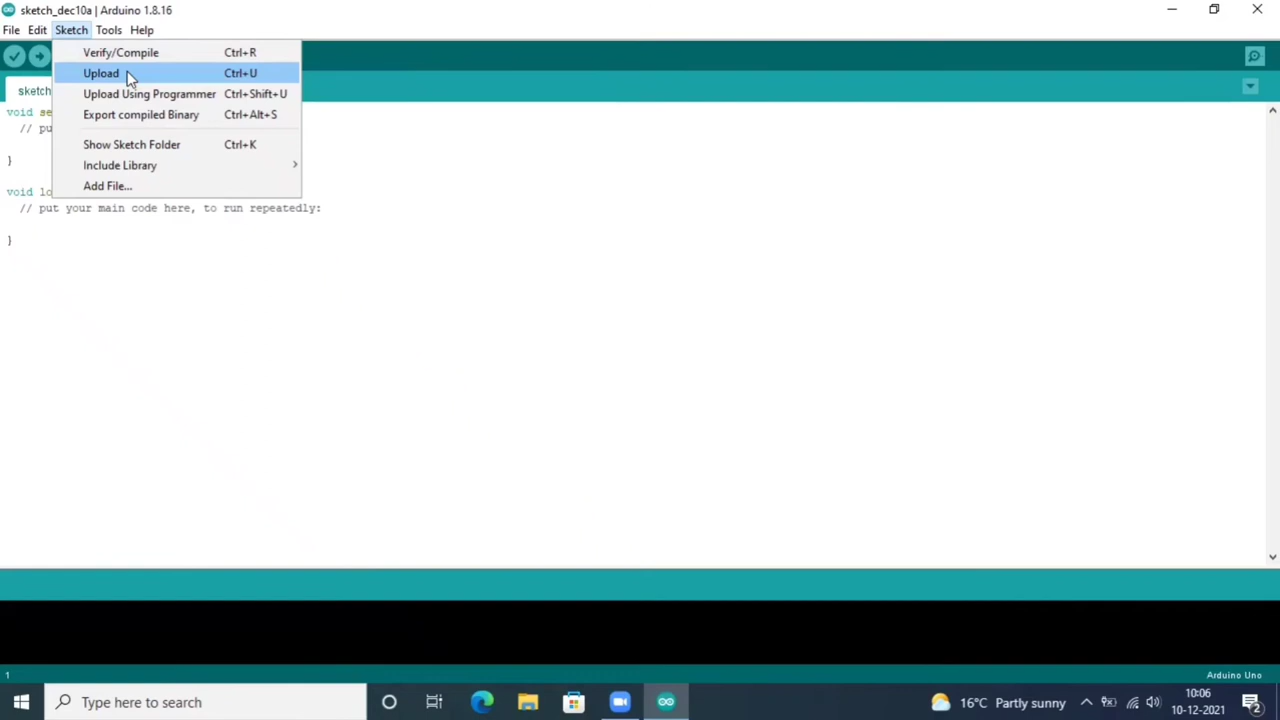 sketch_dec10a | Arduino 1.8.16
File Edit Sketch Tools Help
Verify/Compile Ctrl+R
Upload Ctrl+U
Upload Using Programmer Ctrl+Shift+U
Export compiled Binary Ctrl+Alt+S
Show Sketch Folder Ctrl+K
Include Library
Add File...
sketch
void se
// pu
}
void lo
// put your main code here, to run repeatedly:
}
1
Arduino Uno
Type here to search
16°C Partly sunny
10:06
10-12-2021
2